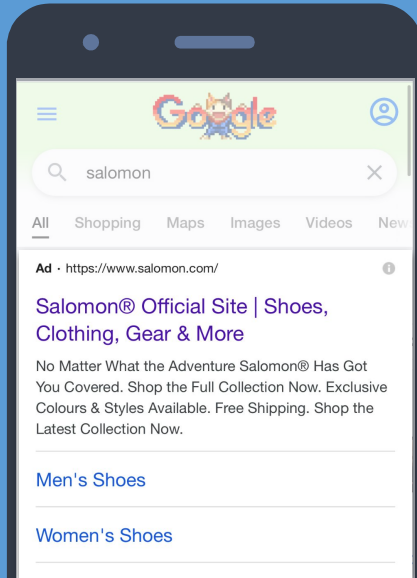 Google
salomon
All Shopping Maps Images Videos New
Ad · https://www.salomon.com/
Salomon® Official Site | Shoes,
Clothing, Gear & More
No Matter What the Adventure Salomon® Has Got
You Covered. Shop the Full Collection Now. Exclusive
Colours & Styles Available. Free Shipping. Shop the
Latest Collection Now.
Men's Shoes
Women's Shoes